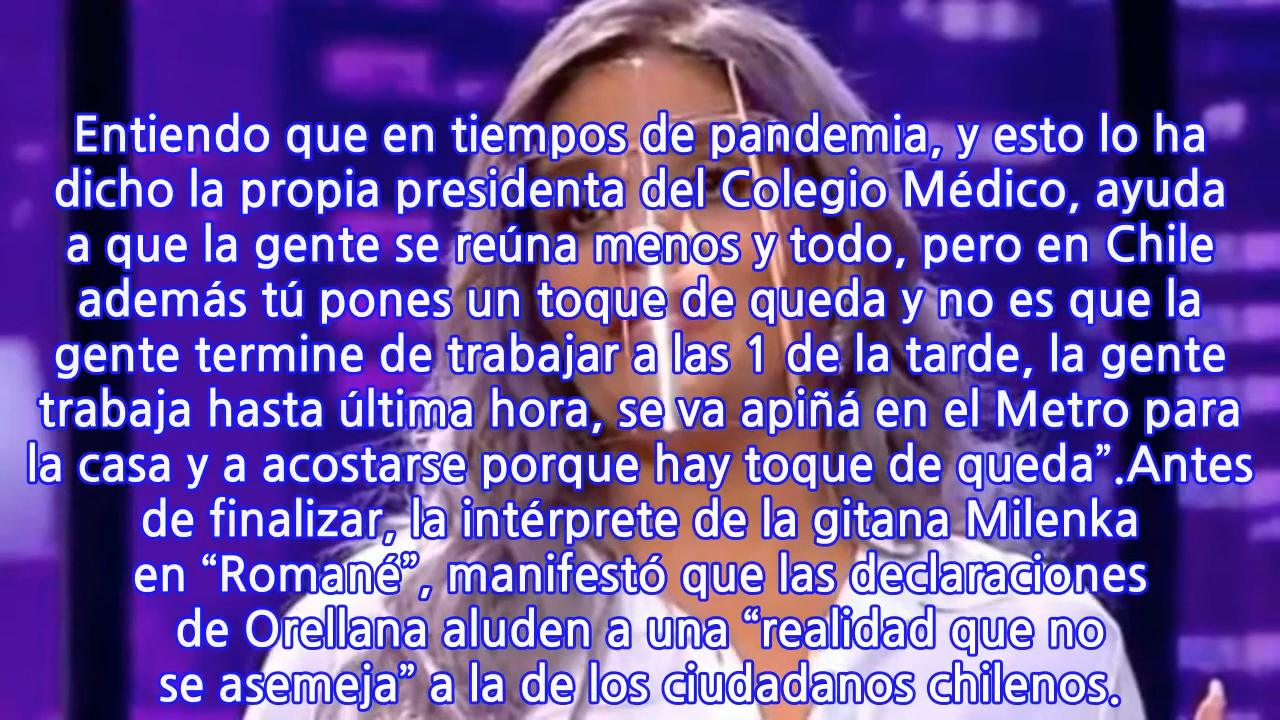 Entiendo que en tiempos de pandemia, y esto lo ha
dicho la propia presidenta del Colegio Médico, ayuda
a que la gente se reúna menos y todo, pero en Chile
además tú pones un toque de queda y no es que la
gente termine de trabajar a las 1 de la tarde, la gente
trabaja hasta última hora, se va apiñá en el Metro para
la casa y a acostarse porque hay toque de queda”.Antes
de finalizar, la intérprete de la gitana Milenka
en “Romané”, manifestó que las declaraciones
de Orellana aluden a una “realidad que no
se asemeja” a la de los ciudadanos chilenos.